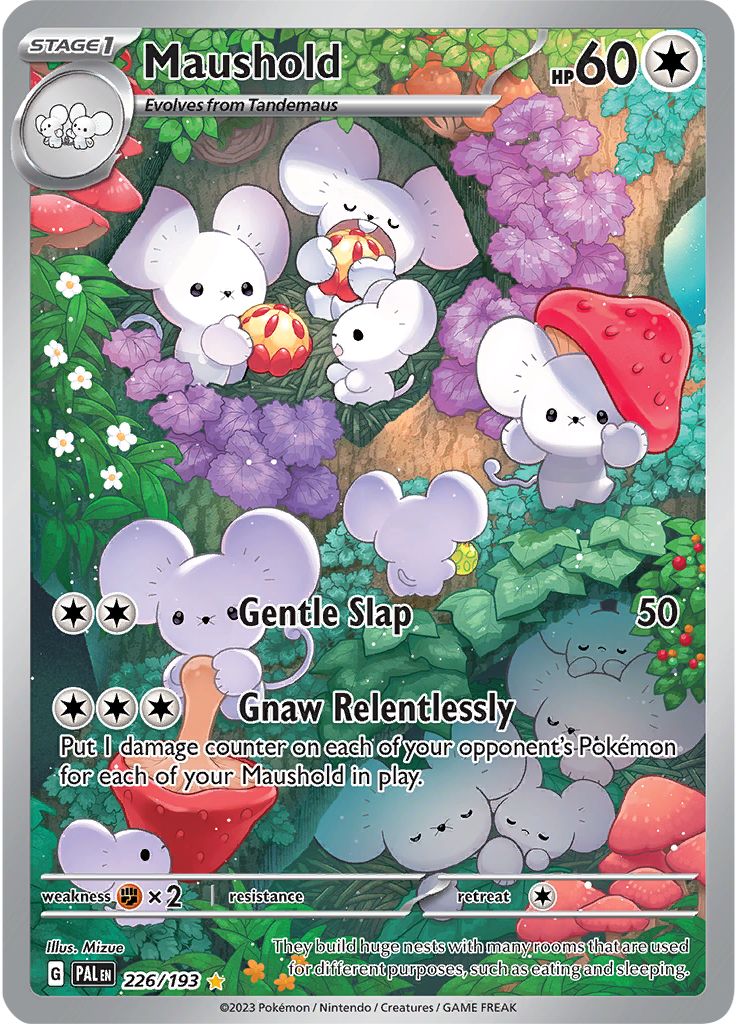 STAGE1 Maushold HP60
Evolves from Tandemaus
Gentle Slap 50
Gnaw Relentlessly
Put 1 damage counter on each of your opponent's Pokémon
for each of your Maushold in play.
weakness ×2 resistance retreat
Illus. Mizue
They build huge nests with many rooms that are used
for different purposes, such as eating and sleeping.
G PAL EN 226/193
©2023 Pokémon / Nintendo / Creatures / GAME FREAK